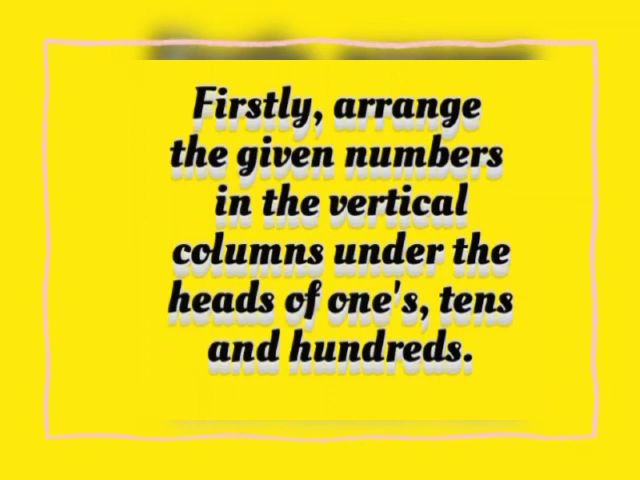 Firstly, arrange
the given numbers
in the vertical
columns under the
heads of one's, tens
and hundreds.